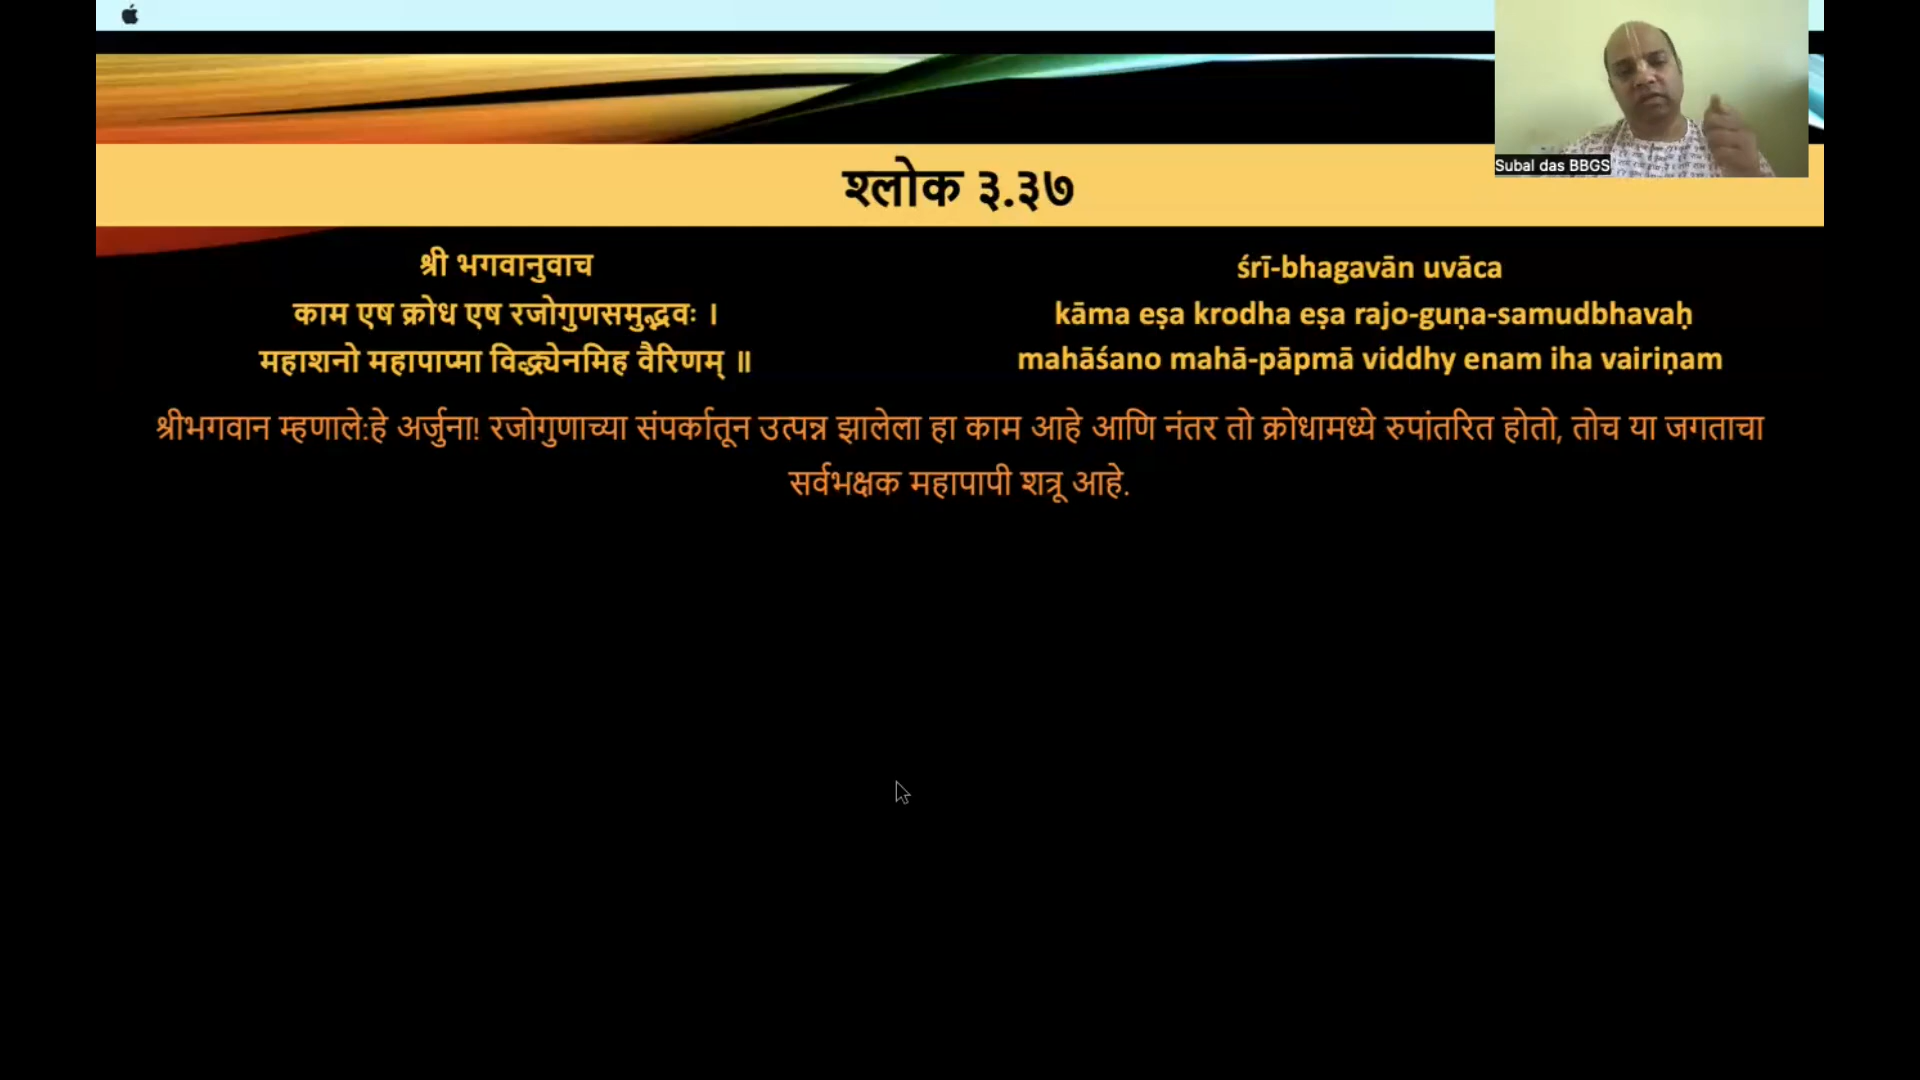 श्लोक ३.३७
श्री भगवानुवाच
काम एष क्रोध एष रजोगुणसमुद्भवः ।
महाशनो महापाप्मा विद्ध्येनमिह वैरिणम् ॥
śrī-bhagavān uvāca
kāma eṣa krodha eṣa rajo-guṇa-samudbhavaḥ
mahāśano mahā-pāpmā viddhy enam iha vairiṇam
श्रीभगवान म्हणाले:हे अर्जुना! रजोगुणाच्या संपर्कातून उत्पन्न झालेला हा काम आहे आणि नंतर तो क्रोधामध्ये रुपांतरित होतो, तोच या जगताचा
सर्वभक्षक महापापी शत्रू आहे.
Subal das BBGS